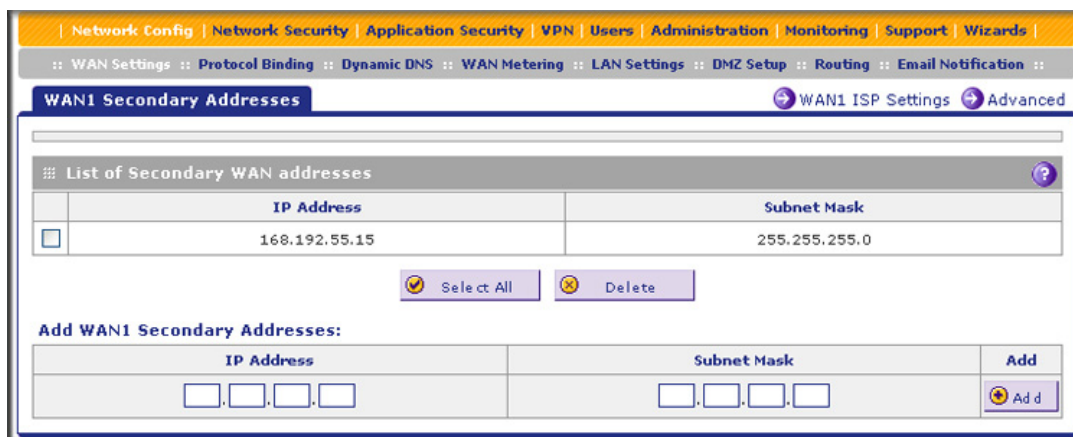 | Network Config | Network Security | Application Security | VPN | Users | Administration | Monitoring | Support | Wizards |
:: WAN Settings :: Protocol Binding :: Dynamic DNS :: WAN Metering :: LAN Settings :: DMZ Setup :: Routing :: Email Notification ::
WAN1 Secondary Addresses WAN1 ISP Settings Advanced
List of Secondary WAN addresses ?
IP Address Subnet Mask
168.192.55.15 255.255.255.0
Select All Delete
Add WAN1 Secondary Addresses:
IP Address Subnet Mask Add
. . . . . . Add